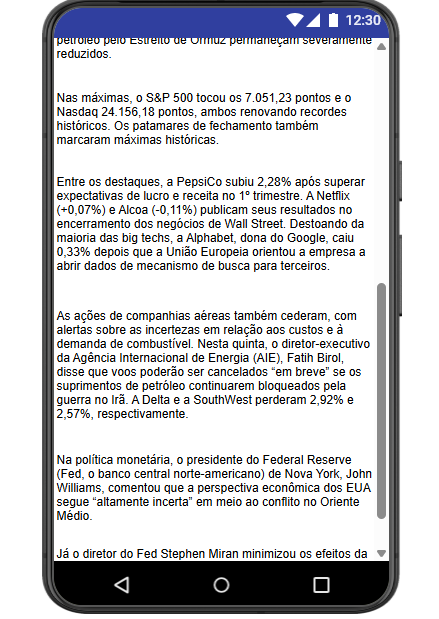 12:30
petróleo pelo Estreito de Ormuz permaneçam severamente
reduzidos.
Nas máximas, o S&P 500 tocou os 7.051,23 pontos e o
Nasdaq 24.156,18 pontos, ambos renovando recordes
históricos. Os patamares de fechamento também
marcaram máximas históricas.
Entre os destaques, a PepsiCo subiu 2,28% após superar
expectativas de lucro e receita no 1º trimestre. A Netflix
(+0,07%) e Alcoa (-0,11%) publicam seus resultados no
encerramento dos negócios de Wall Street. Destoando da
maioria das big techs, a Alphabet, dona do Google, caiu
0,33% depois que a União Europeia orientou a empresa a
abrir dados de mecanismo de busca para terceiros.
As ações de companhias aéreas também cederam, com
alertas sobre as incertezas em relação aos custos e à
demanda de combustível. Nesta quinta, o diretor-executivo
da Agência Internacional de Energia (AIE), Fatih Birol,
disse que voos poderão ser cancelados “em breve” se os
suprimentos de petróleo continuarem bloqueados pela
guerra no Irã. A Delta e a SouthWest perderam 2,92% e
2,57%, respectivamente.
Na política monetária, o presidente do Federal Reserve
(Fed, o banco central norte-americano) de Nova York, John
Williams, comentou que a perspectiva econômica dos EUA
segue “altamente incerta” em meio ao conflito no Oriente
Médio.
Já o diretor do Fed Stephen Miran minimizou os efeitos da